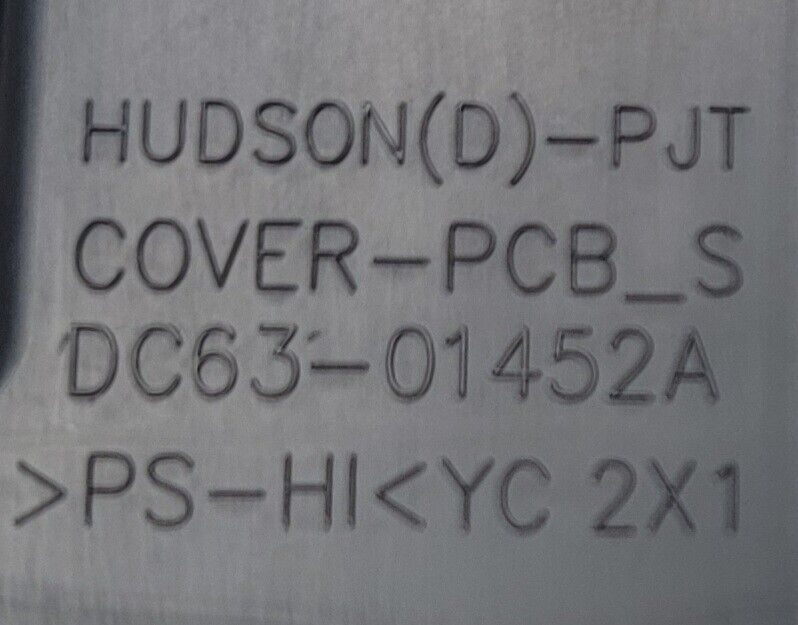 HUDSON(D)-PJT
COVER-PCB_S
DC63-01452A
>PS-HI<YC 2X1